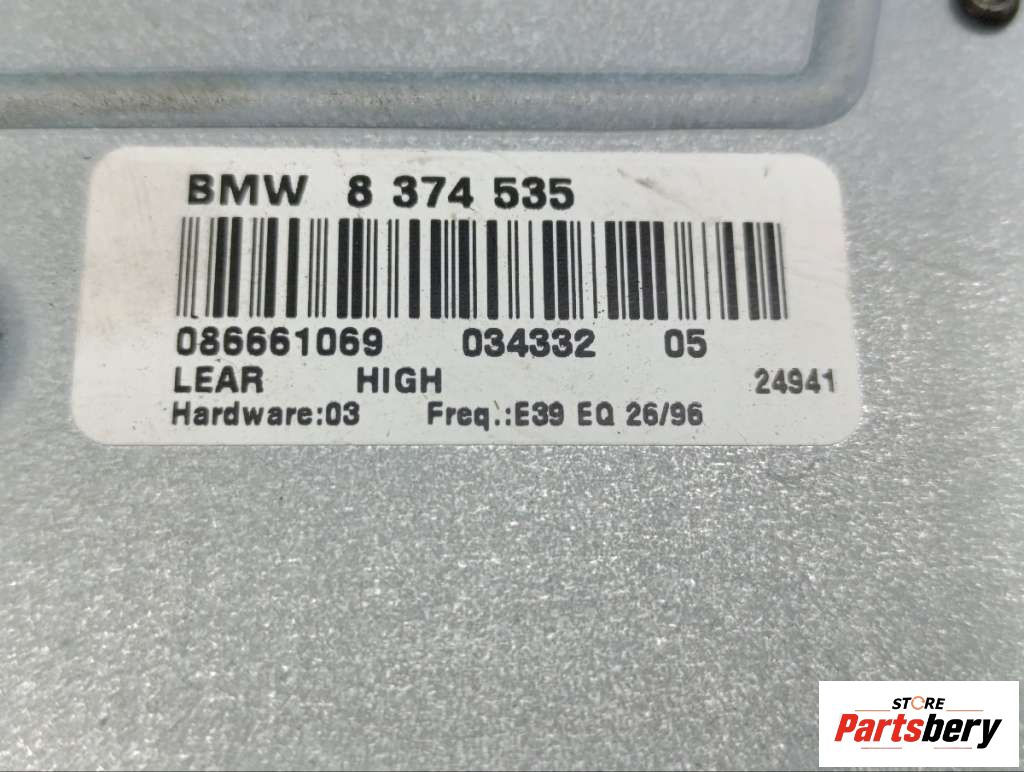 BMW 8 374 535
086661069 034332 05
LEAR HIGH 24941
Hardware:03 Freq.:E39 EQ 26/96
STORE
Partsbery